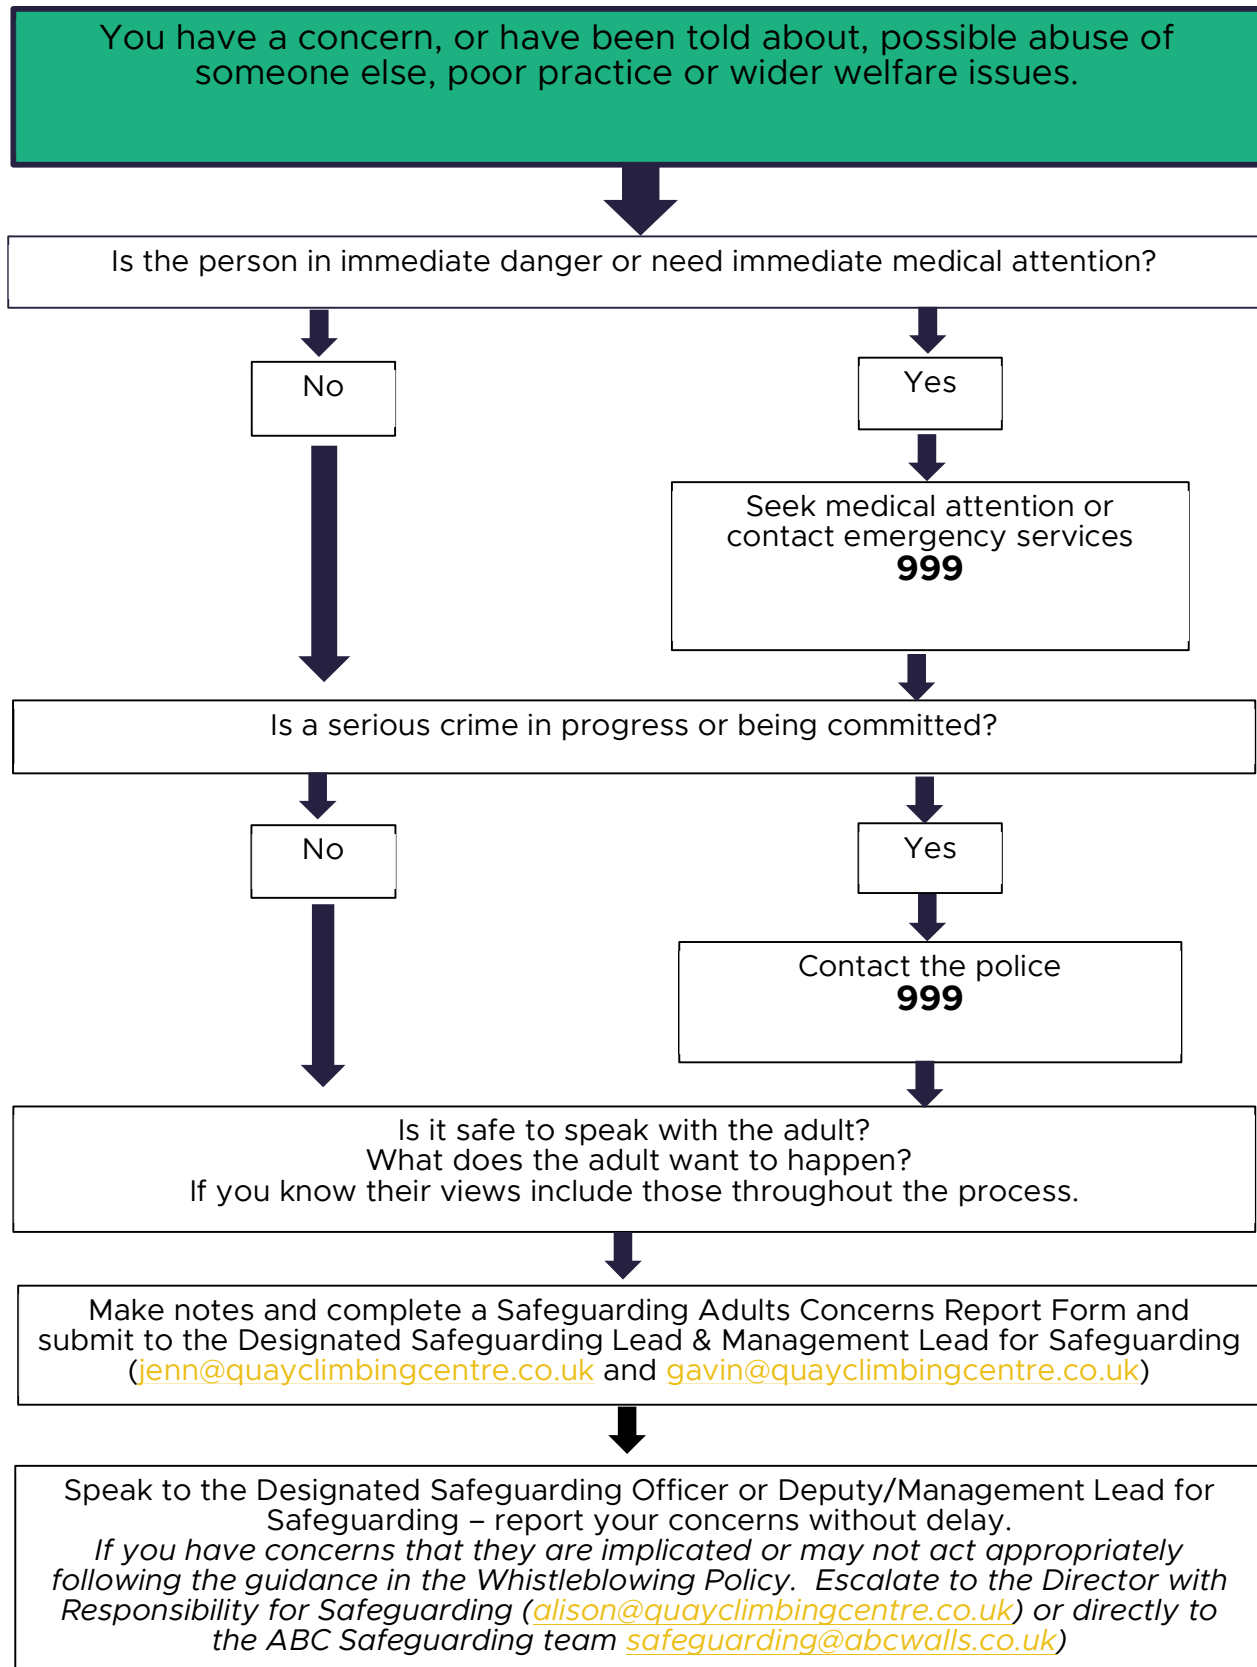 You have a concern, or have been told about, possible abuse of
someone else, poor practice or wider welfare issues.
Is the person in immediate danger or need immediate medical attention?
No
Yes
Seek medical attention or
contact emergency services
999
Is a serious crime in progress or being committed?
No
Yes
Contact the police
999
Is it safe to speak with the adult?
What does the adult want to happen?
If you know their views include those throughout the process.
Make notes and complete a Safeguarding Adults Concerns Report Form and
submit to the Designated Safeguarding Lead & Management Lead for Safeguarding
(jenn@quayclimbingcentre.co.uk and gavin@quayclimbingcentre.co.uk)
Speak to the Designated Safeguarding Officer or Deputy/Management Lead for
Safeguarding – report your concerns without delay.
If you have concerns that they are implicated or may not act appropriately
following the guidance in the Whistleblowing Policy.  Escalate to the Director with
Responsibility for Safeguarding (alison@quayclimbingcentre.co.uk) or directly to
the ABC Safeguarding team safeguarding@abcwalls.co.uk)